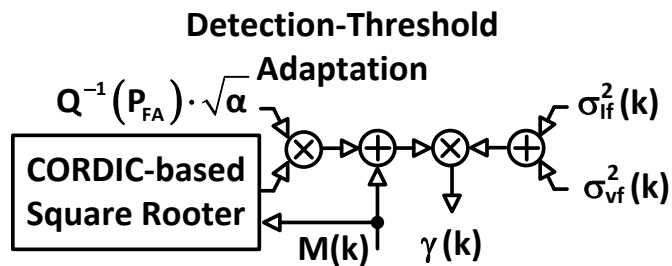 Detection-Threshold
Adaptation
Q⁻¹(P_FA)·√α
σ²_lf(k)
CORDIC-based
Square Rooter
σ²_vf(k)
M(k)
γ(k)